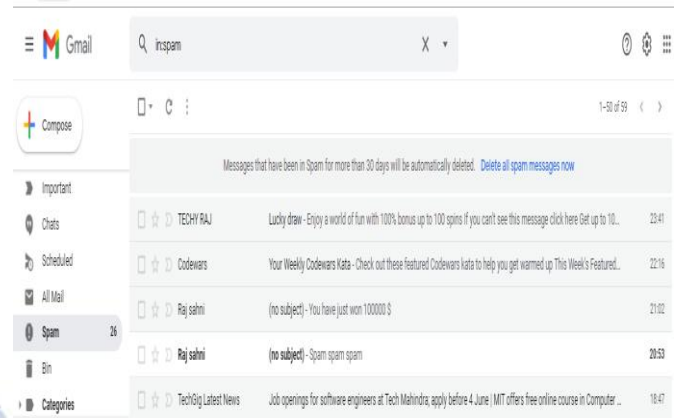 Gmail
in:spam
Compose
1–50 of 59
Messages that have been in Spam for more than 30 days will be automatically deleted. Delete all spam messages now
Important
Chats
Scheduled
All Mail
Spam 26
Bin
Categories
TECHY RAJ Lucky draw - Enjoy a world of fun with 100% bonus up to 100 spins If you can't see this message click here Get up to 10... 23:41
Codewars Your Weekly Codewars Kata - Check out these featured Codewars kata to help you get warmed up This Week's Featured... 22:16
Raj sahni (no subject) - You have just won 100000 $ 21:02
Raj sahni (no subject) - Spam spam spam 20:53
TechGig Latest News Job openings for software engineers at Tech Mahindra, apply before 4 June | MIT offers free online course in Computer ... 18:47